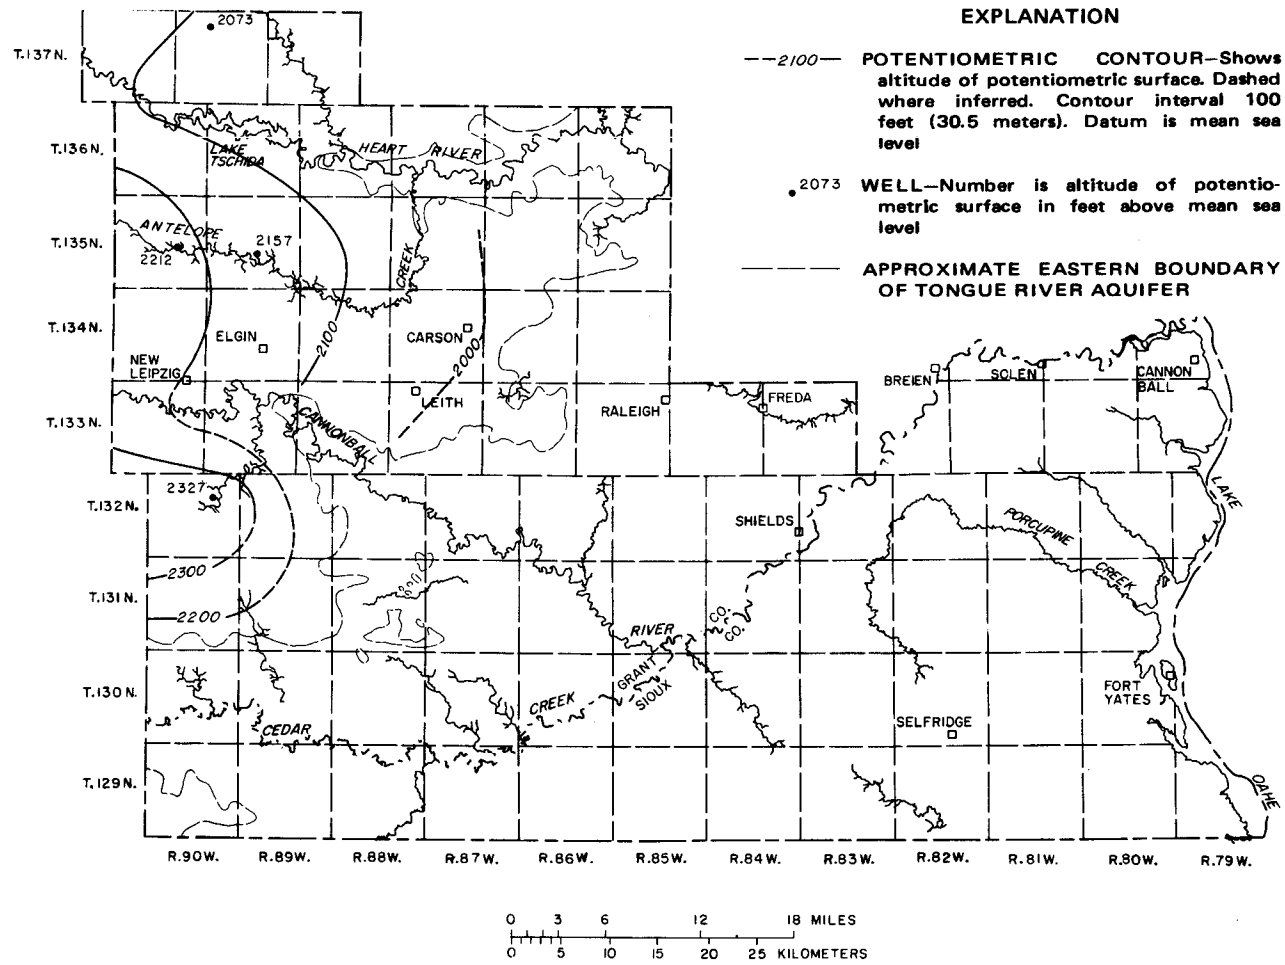 EXPLANATION
2100
POTENTIOMETRIC CONTOUR—Shows
altitude of potentiometric surface. Dashed
where inferred. Contour interval 100
feet (30.5 meters). Datum is mean sea
level
2073
WELL—Number is altitude of potentio-
metric surface in feet above mean sea
level
APPROXIMATE EASTERN BOUNDARY
OF TONGUE RIVER AQUIFER
T.137N.
2073
T.136N.
LAKE
TSCHIDA
HEART RIVER
T.135N.
ANTELOPE
2212
2157
CREEK
T.134N.
ELGIN
2100
CARSON
2000
NEW
LEIPZIG
LEITH
RALEIGH
FREDA
BREIEN
SOLEN
CANNON
BALL
T.133N.
CANNONBALL
T.132N.
2327
SHIELDS
PORCUPINE
LAKE
2300
CREEK
T.131N.
2200
RIVER
CO.
CO.
GRANT
SIOUX
T.130N.
CREEK
FORT
YATES
CEDAR
SELFRIDGE
T.129N.
OAHE
R.90W. R.89W. R.88W. R.87W. R.86W. R.85W. R.84W. R.83W. R.82W. R.81W. R.80W. R.79W.
0 3 6 12 18 MILES
0 5 10 15 20 25 KILOMETERS